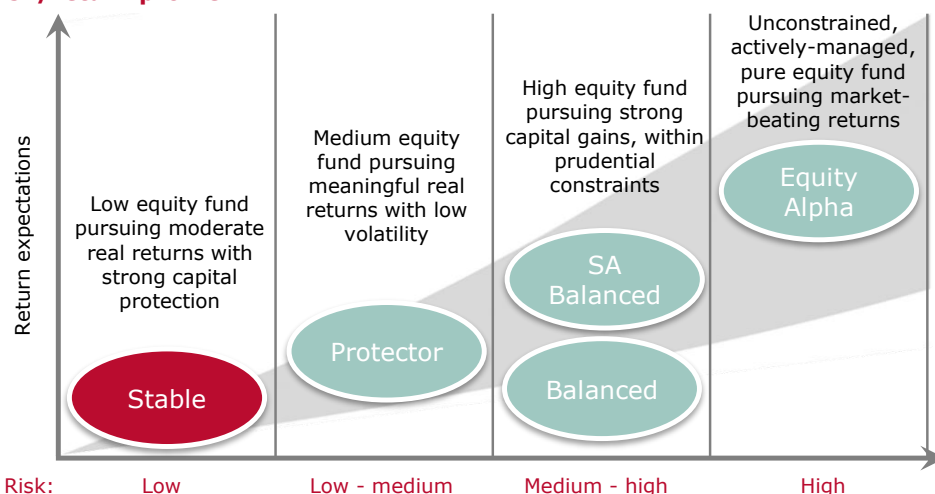 Return expectations
Low equity fund
pursuing moderate
real returns with
strong capital
protection
Stable
Medium equity
fund pursuing
meaningful real
returns with low
volatility
Protector
High equity fund
pursuing strong
capital gains, within
prudential
constraints
SA
Balanced
Balanced
Unconstrained,
actively-managed,
pure equity fund
pursuing market-
beating returns
Equity
Alpha
Risk:
Low
Low - medium
Medium - high
High